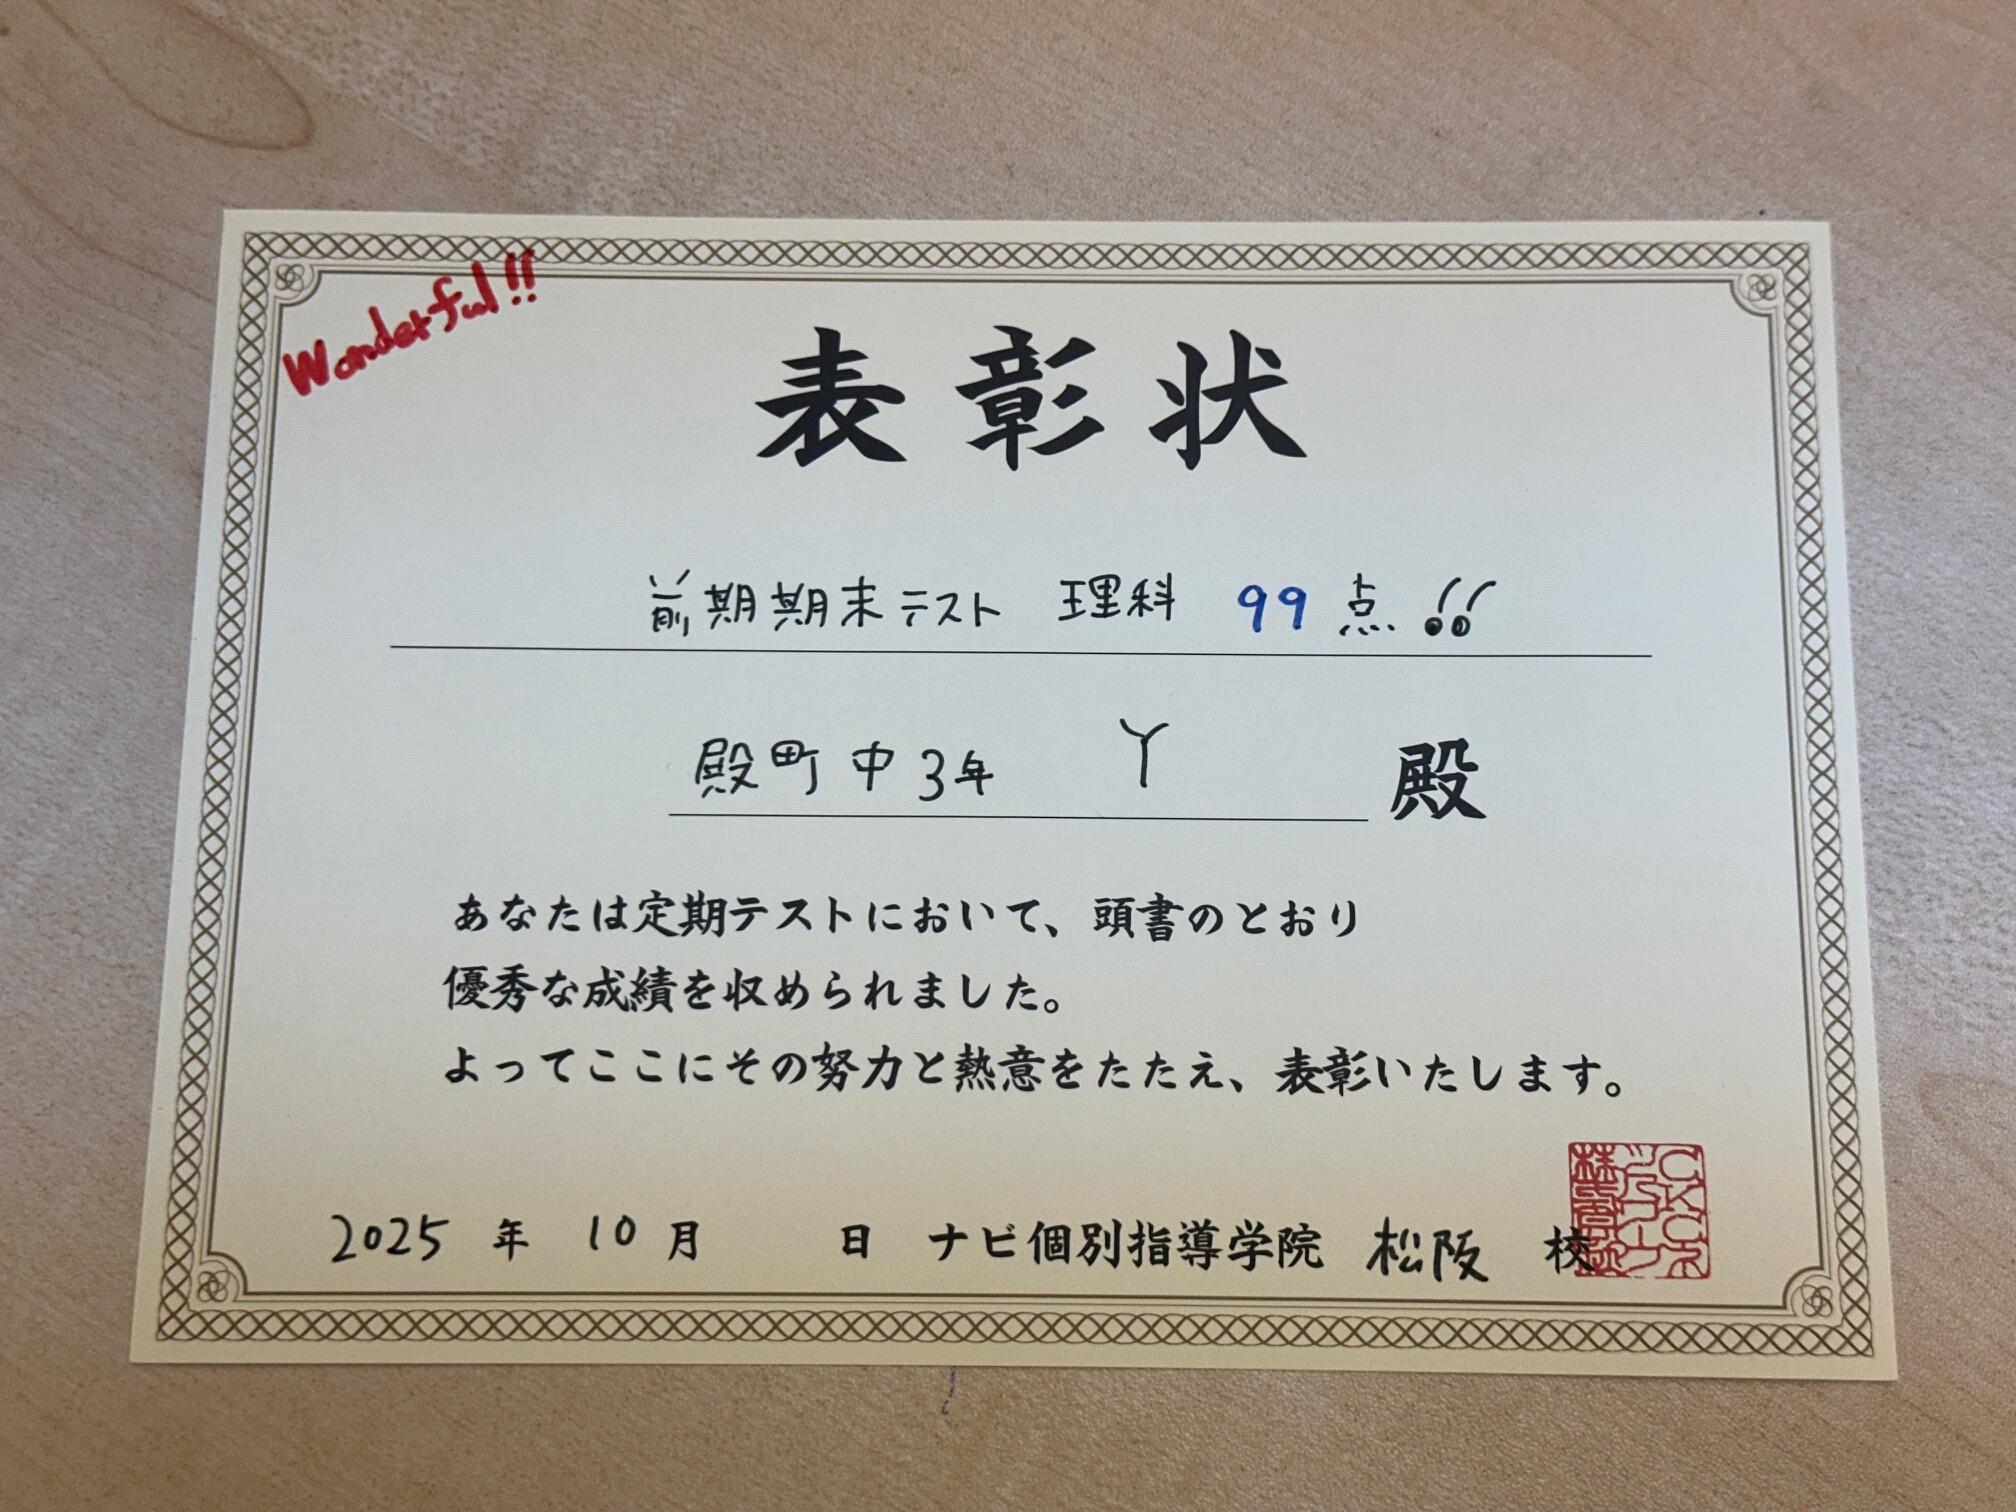 Wonderful!!
表彰状
前期期末テスト 理科 99点!!
殿町中3年 Y 殿
あなたは定期テストにおいて、頭書のとおり
優秀な成績を収められました。
よってここにその努力と熱意をたたえ、表彰いたします。
2025 年 10 月 日 ナビ個別指導学院 松阪 校